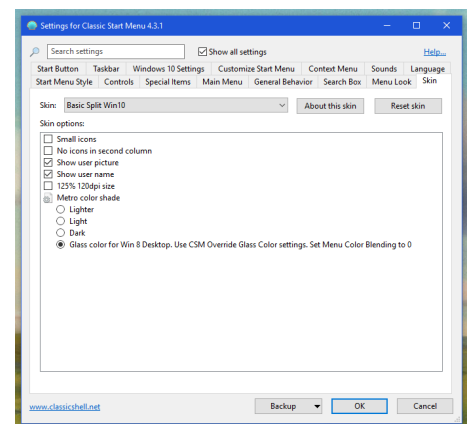 Settings for Classic Start Menu 4.3.1
Search settings
Show all settings
Help...
Start Button Taskbar Windows 10 Settings Customize Start Menu Context Menu Sounds Language
Start Menu Style Controls Special Items Main Menu General Behavior Search Box Menu Look Skin
Skin: Basic Split Win10 About this skin Reset skin
Skin options:
Small icons
No icons in second column
Show user picture
Show user name
125% 120dpi size
Metro color shade
Lighter
Light
Dark
Glass color for Win 8 Desktop. Use CSM Override Glass Color settings. Set Menu Color Blending to 0
www.classicshell.net Backup OK Cancel